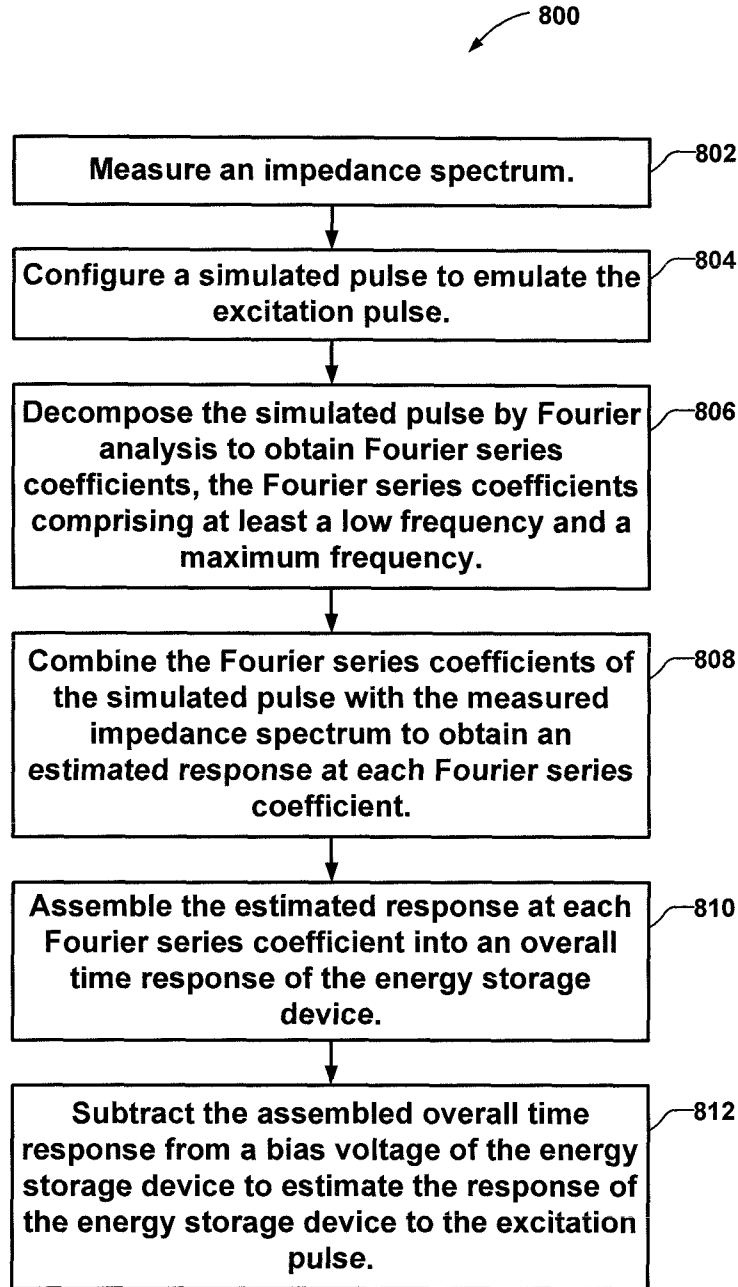 800
Measure an impedance spectrum.
802
Configure a simulated pulse to emulate the
excitation pulse.
804
Decompose the simulated pulse by Fourier
analysis to obtain Fourier series
coefficients, the Fourier series coefficients
comprising at least a low frequency and a
maximum frequency.
806
Combine the Fourier series coefficients of
the simulated pulse with the measured
impedance spectrum to obtain an
estimated response at each Fourier series
coefficient.
808
Assemble the estimated response at each
Fourier series coefficient into an overall
time response of the energy storage
device.
810
Subtract the assembled overall time
response from a bias voltage of the energy
storage device to estimate the response of
the energy storage device to the excitation
pulse.
812